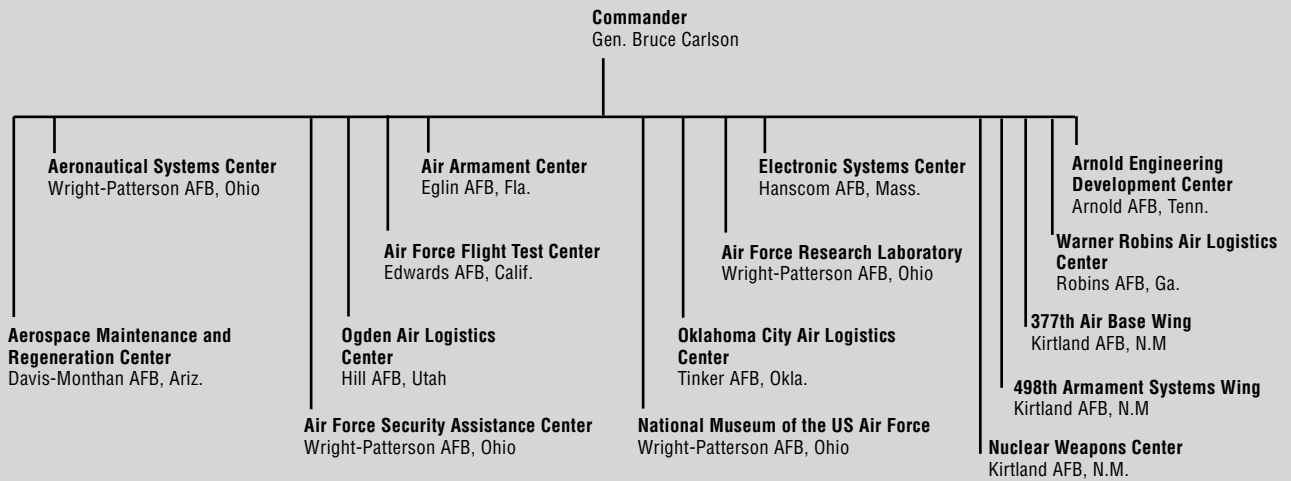 Commander
Gen. Bruce Carlson
Aeronautical Systems Center
Wright-Patterson AFB, Ohio
Air Armament Center
Eglin AFB, Fla.
Electronic Systems Center
Hanscom AFB, Mass.
Arnold Engineering
Development Center
Arnold AFB, Tenn.
Air Force Flight Test Center
Edwards AFB, Calif.
Air Force Research Laboratory
Wright-Patterson AFB, Ohio
Warner Robins Air Logistics
Center
Robins AFB, Ga.
Aerospace Maintenance and
Regeneration Center
Davis-Monthan AFB, Ariz.
Ogden Air Logistics
Center
Hill AFB, Utah
Oklahoma City Air Logistics
Center
Tinker AFB, Okla.
377th Air Base Wing
Kirtland AFB, N.M
498th Armament Systems Wing
Kirtland AFB, N.M
Air Force Security Assistance Center
Wright-Patterson AFB, Ohio
National Museum of the US Air Force
Wright-Patterson AFB, Ohio
Nuclear Weapons Center
Kirtland AFB, N.M.